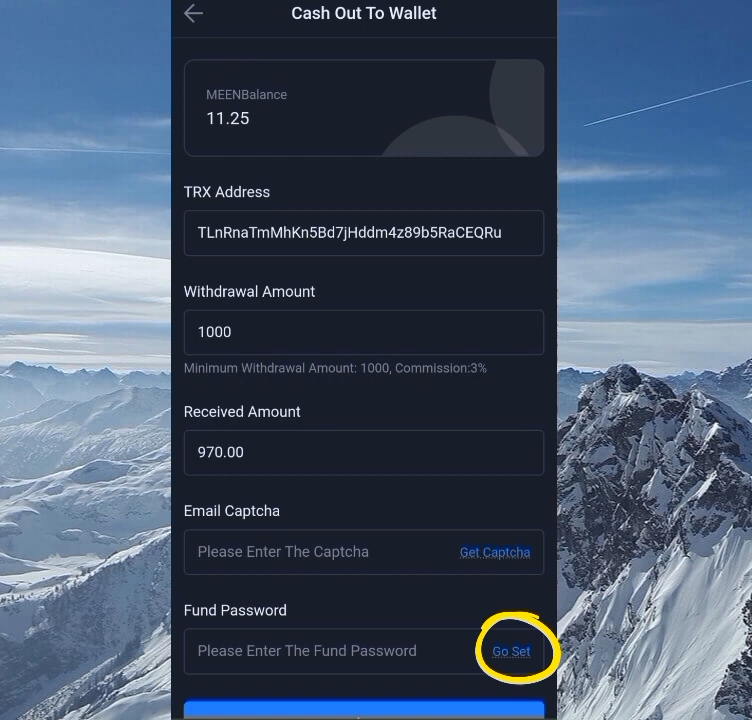 Cash Out To Wallet
MEENBalance
11.25
TRX Address
TLnRnaTmMhKn5Bd7jHddm4z89b5RaCEQRu
Withdrawal Amount
1000
Minimum Withdrawal Amount: 1000, Commission:3%
Received Amount
970.00
Email Captcha
Please Enter The Captcha Get Captcha
Fund Password
Please Enter The Fund Password Go Set